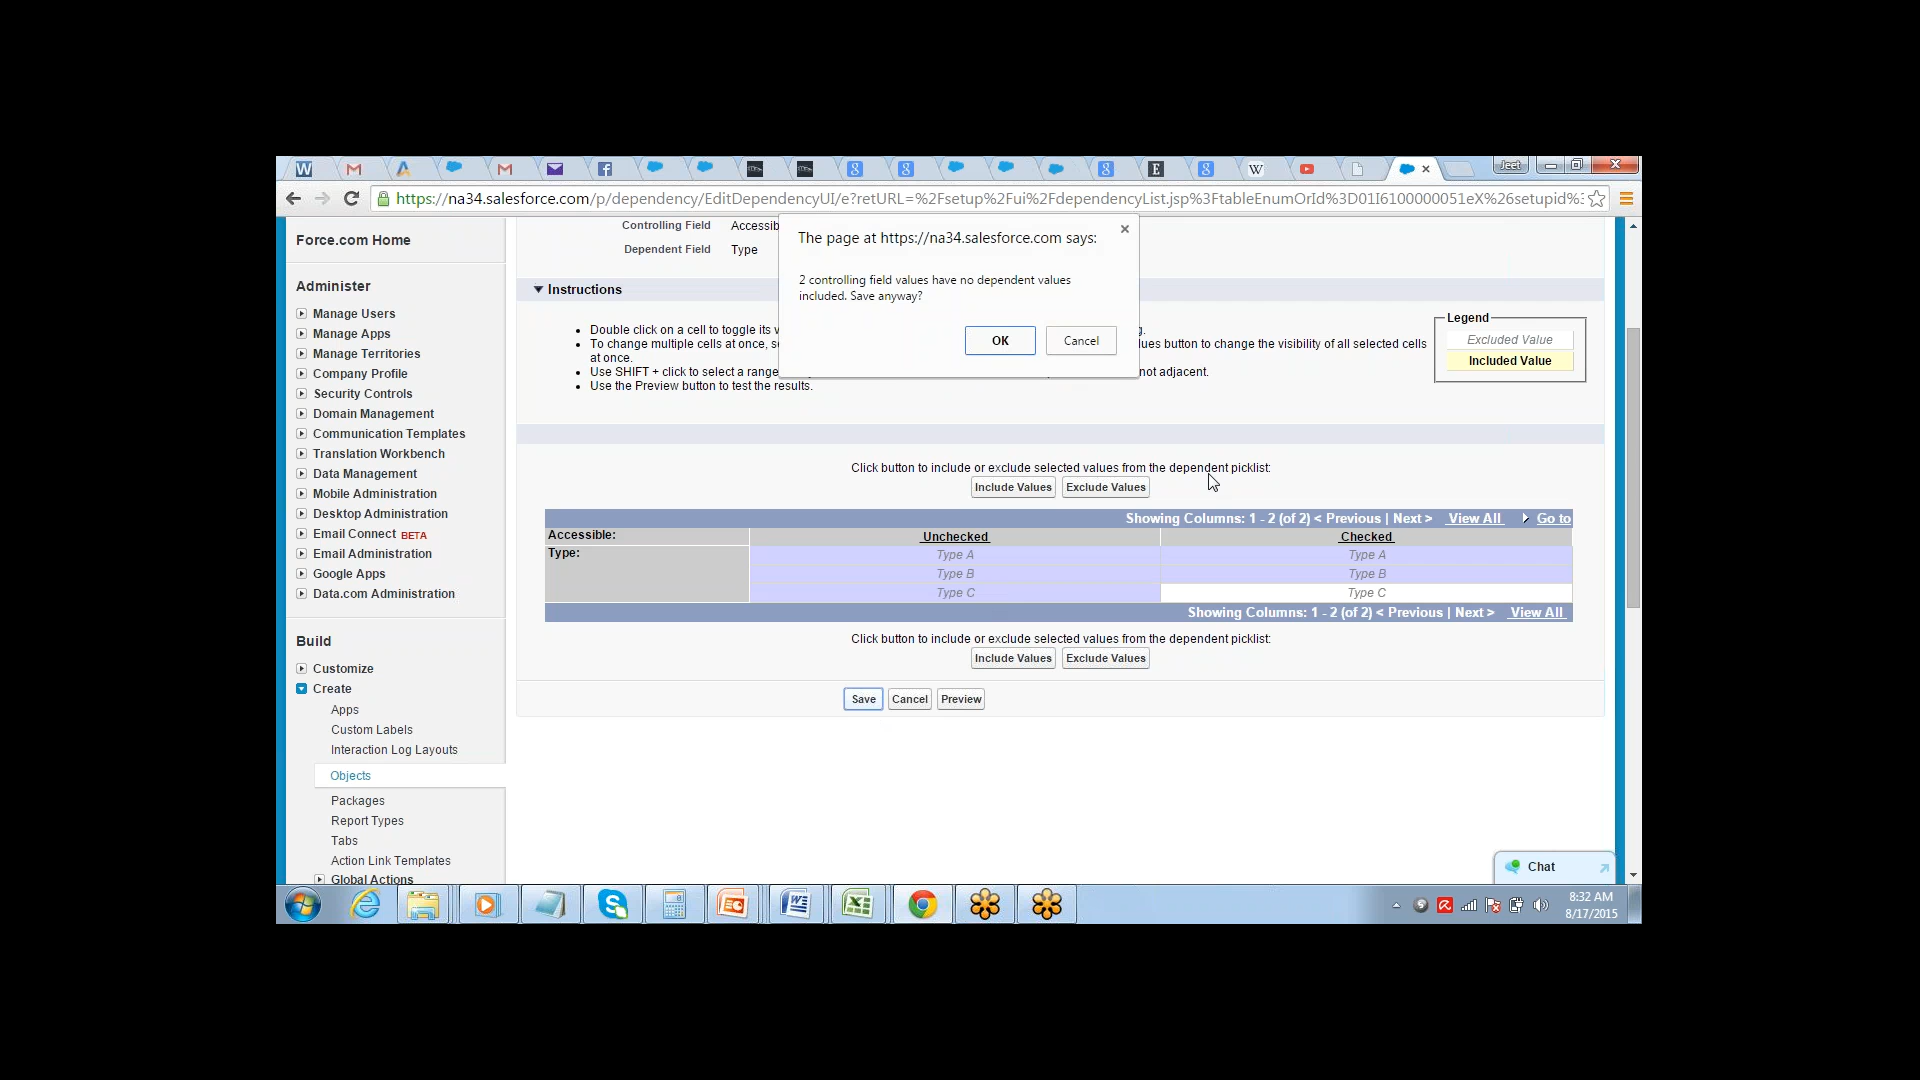 Jeet
https://na34.salesforce.com/p/dependency/EditDependencyUI/e?retURL=%2Fsetup%2Fui%2FdependencyList.jsp%3FtableEnumOrId%3D01I6100000051eX%26setupid%3
Force.com Home
Administer
Manage Users
Manage Apps
Manage Territories
Company Profile
Security Controls
Domain Management
Communication Templates
Translation Workbench
Data Management
Mobile Administration
Desktop Administration
Email Connect BETA
Email Administration
Google Apps
Data.com Administration
Build
Customize
Create
Apps
Custom Labels
Interaction Log Layouts
Objects
Packages
Report Types
Tabs
Action Link Templates
Global Actions
Controlling Field Accessib
Dependent Field Type
The page at https://na34.salesforce.com says:
2 controlling field values have no dependent values
included. Save anyway?
OK Cancel
Instructions
Double click on a cell to toggle its v
To change multiple cells at once, s
ues button to change the visibility of all selected cells
at once.
Use SHIFT + click to select a range
not adjacent.
Use the Preview button to test the results.
Legend
Excluded Value
Included Value
Click button to include or exclude selected values from the dependent picklist:
Include Values Exclude Values
Showing Columns: 1 - 2 (of 2) < Previous | Next > View All Go to
Accessible: Unchecked Checked
Type: Type A Type A
Type B Type B
Type C Type C
Showing Columns: 1 - 2 (of 2) < Previous | Next > View All
Click button to include or exclude selected values from the dependent picklist:
Include Values Exclude Values
Save Cancel Preview
Chat
8:32 AM
8/17/2015